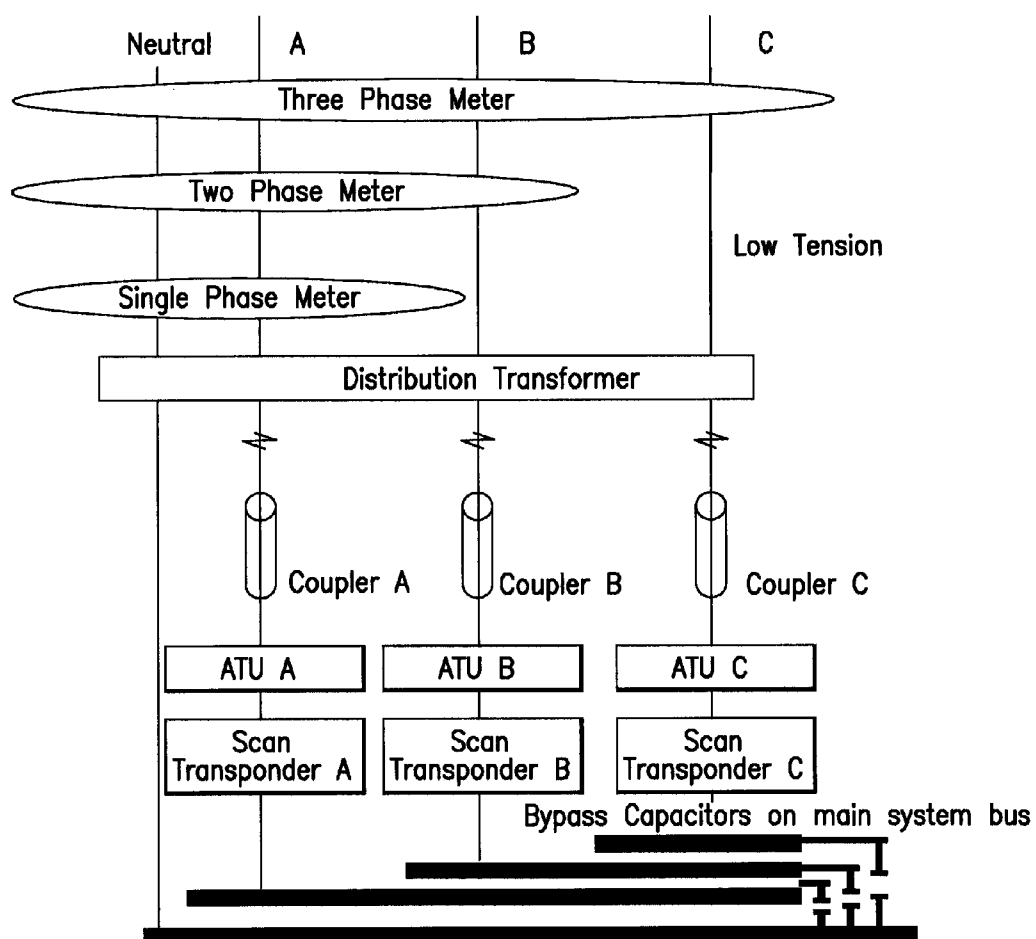 Neutral A B C
Three Phase Meter
Two Phase Meter
Low Tension
Single Phase Meter
Distribution Transformer
Coupler A Coupler B Coupler C
ATU A ATU B ATU C
Scan Scan Scan
Transponder A Transponder B Transponder C
Bypass Capacitors on main system bus